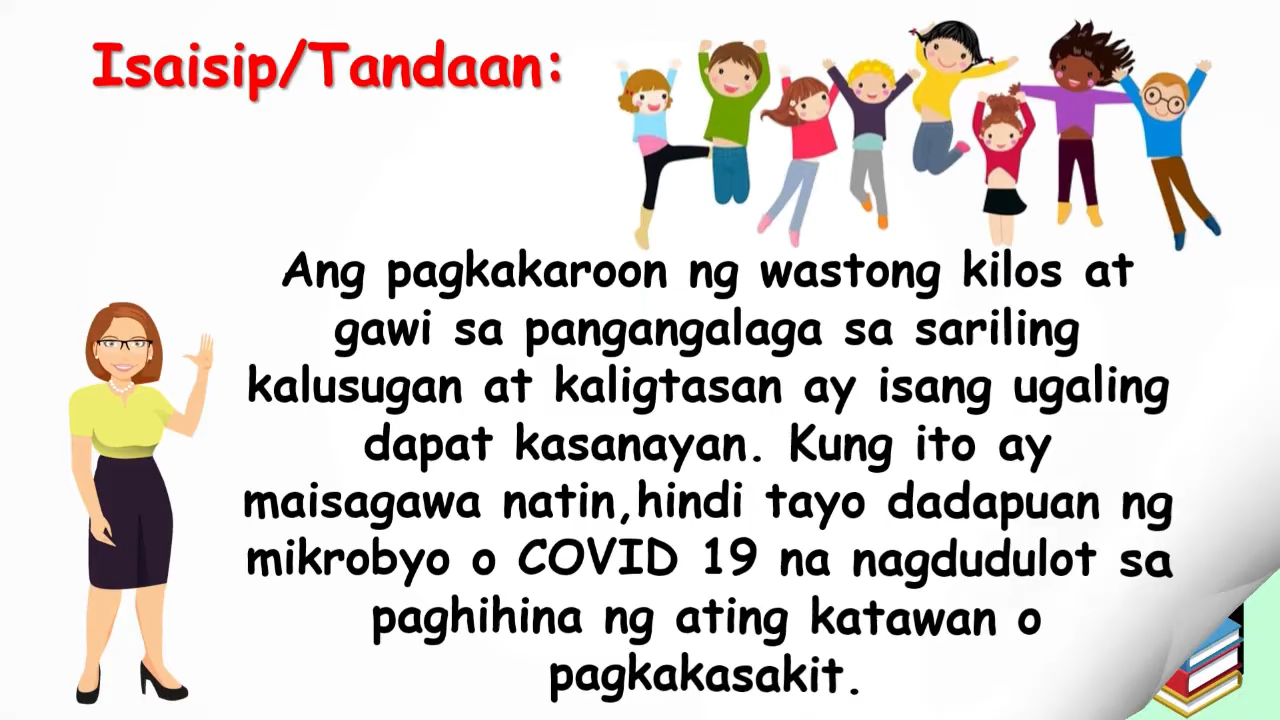 Isaisip/Tandaan:
Ang pagkakaroon ng wastong kilos at
gawi sa pangangalaga sa sariling
kalusugan at kaligtasan ay isang ugaling
dapat kasanayan. Kung ito ay
maisagawa natin,hindi tayo dadapuan ng
mikrobyo o COVID 19 na nagdudulot sa
paghihina ng ating katawan o
pagkakasakit.